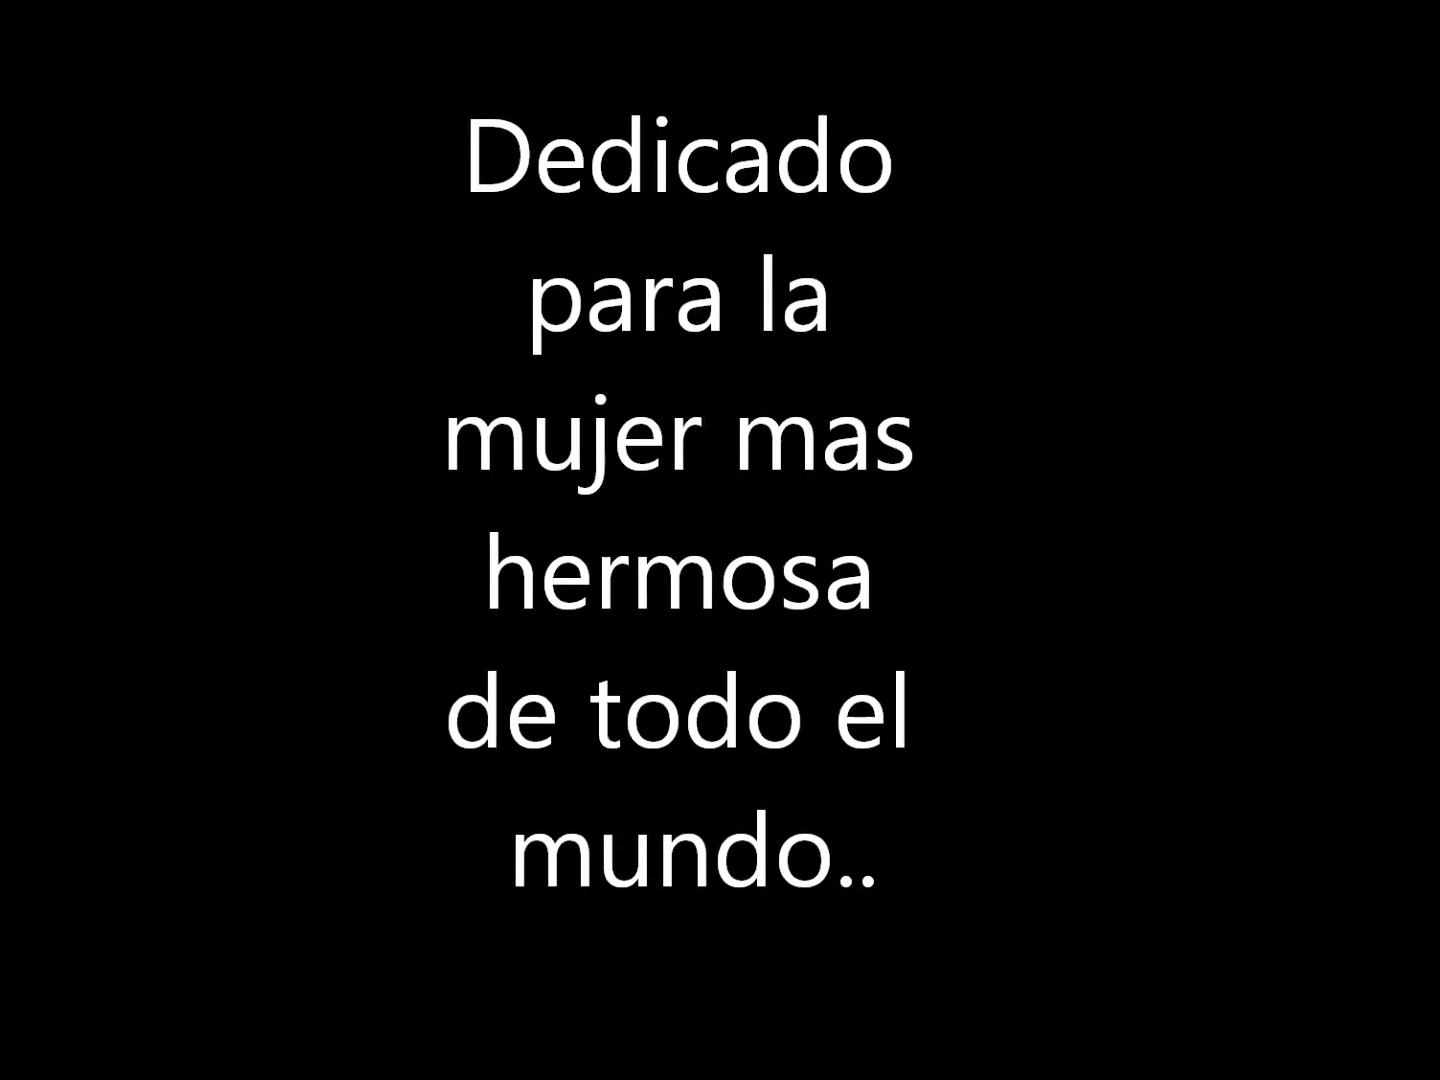 Dedicado
para la
mujer mas
hermosa
de todo el
mundo..